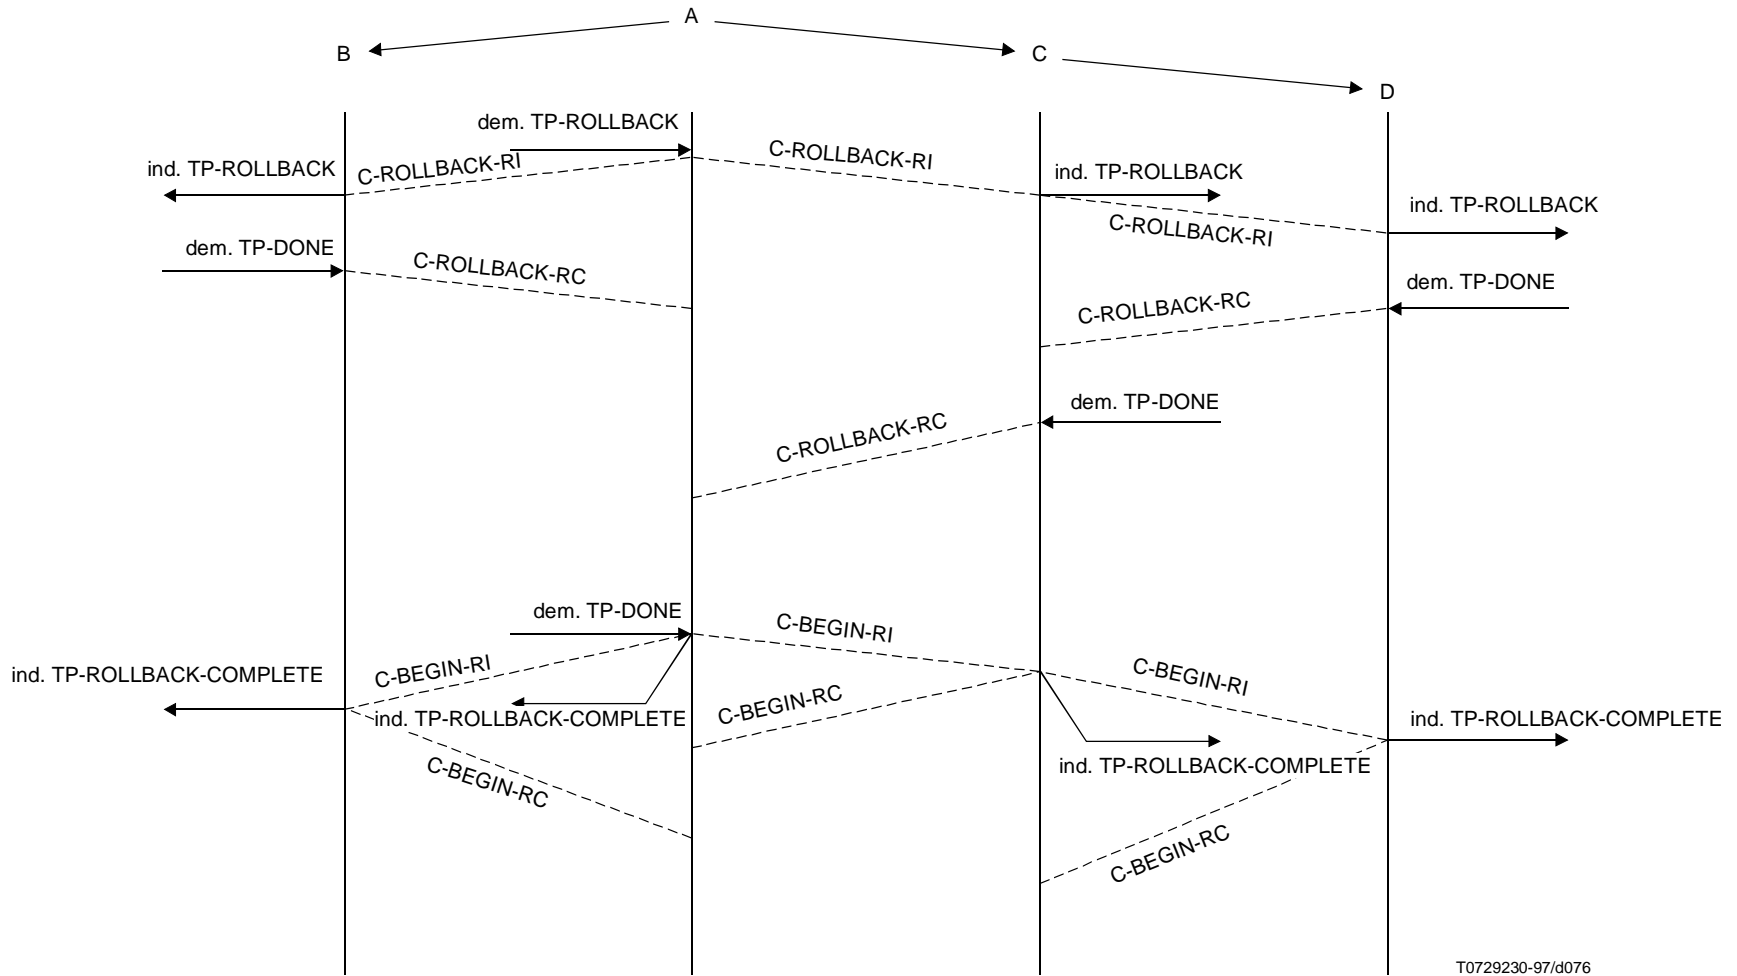 A
B
C
D
dem. TP-ROLLBACK
ind. TP-ROLLBACK
C-ROLLBACK-RI
C-ROLLBACK-RI
ind. TP-ROLLBACK
ind. TP-ROLLBACK
C-ROLLBACK-RI
dem. TP-DONE
C-ROLLBACK-RC
dem. TP-DONE
C-ROLLBACK-RC
dem. TP-DONE
C-ROLLBACK-RC
dem. TP-DONE
C-BEGIN-RI
ind. TP-ROLLBACK-COMPLETE
C-BEGIN-RI
C-BEGIN-RI
ind. TP-ROLLBACK-COMPLETE
C-BEGIN-RC
ind. TP-ROLLBACK-COMPLETE
C-BEGIN-RC
ind. TP-ROLLBACK-COMPLETE
C-BEGIN-RC
T0729230-97/d076